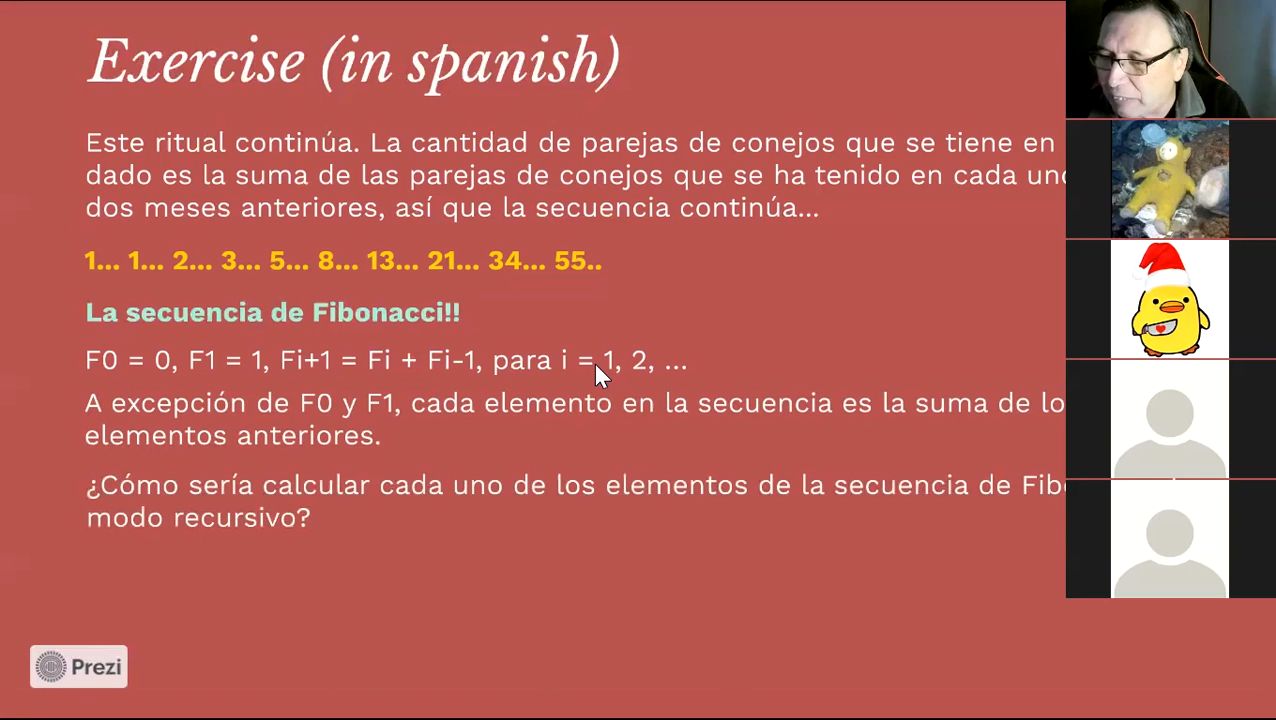 Exercise (in spanish)
Este ritual continúa. La cantidad de parejas de conejos que se tiene en
dado es la suma de las parejas de conejos que se ha tenido en cada
dos meses anteriores, así que la secuencia continúa...
1... 1... 2... 3... 5... 8... 13... 21... 34... 55..
La secuencia de Fibonacci!!
F0 = 0, F1 = 1, Fi+1 = Fi + Fi-1, para i = 1, 2, ...
A excepción de F0 y F1, cada elemento en la secuencia es la suma de
elementos anteriores.
¿Cómo sería calcular cada uno de los elementos de la secuencia de
modo recursivo?
Prezi